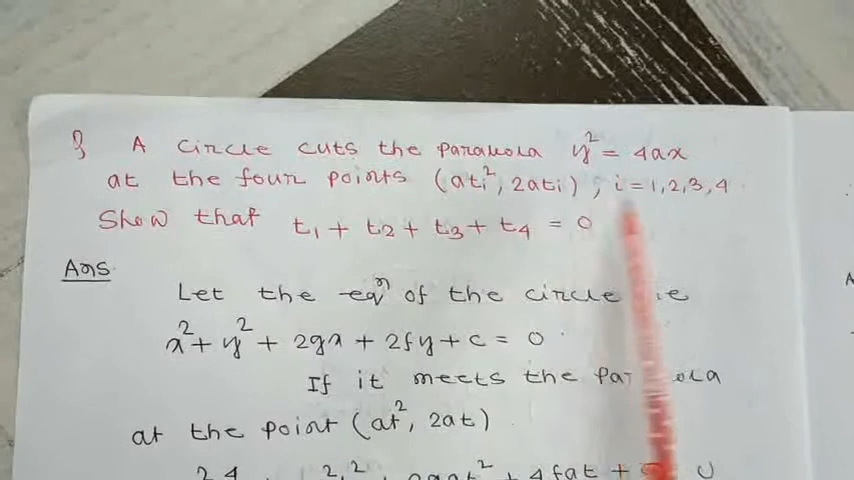 Q A circle cuts the parabola y² = 4ax
at the four points (atᵢ², 2atᵢ) ; i = 1, 2, 3, 4 .
Show that t₁ + t₂ + t₃ + t₄ = 0
Ans
Let the eqⁿ of the circle
x² + y² + 2gx + 2fy + c = 0 .
If it meets the
at the point (at², 2at)
+ 4fat +